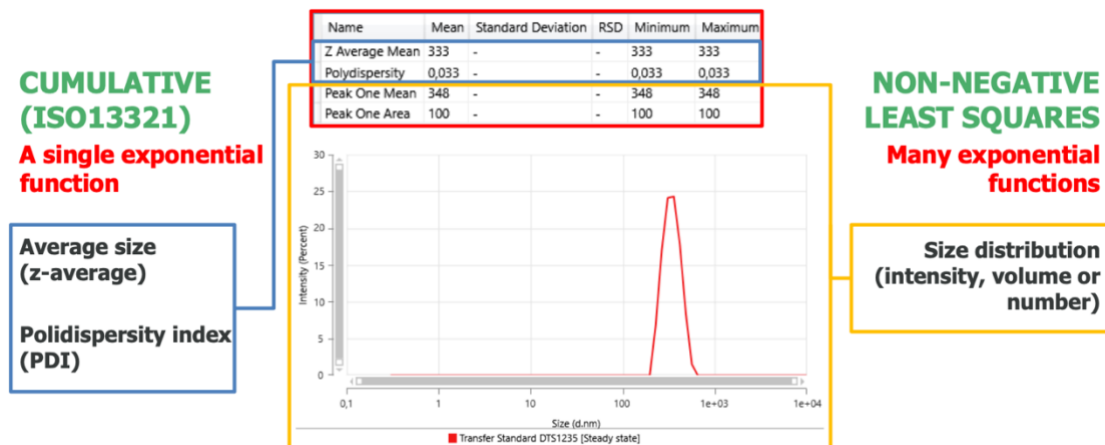 Name Mean Standard Deviation RSD Minimum Maximum
Z Average Mean 333 - - 333 333
Polydispersity 0,033 - - 0,033 0,033
Peak One Mean 348 - - 348 348
Peak One Area 100 - - 100 100
CUMULATIVE
(ISO13321)
A single exponential
function
Average size
(z-average)
Polidispersity index
(PDI)
NON-NEGATIVE
LEAST SQUARES
Many exponential
functions
Size distribution
(intensity, volume or
number)
Intensity (Percent)
30
25
20
15
10
5
0
0,1 1 10 100 1e+03 1e+04
Size (d.nm)
Transfer Standard DTS1235 [Steady state]